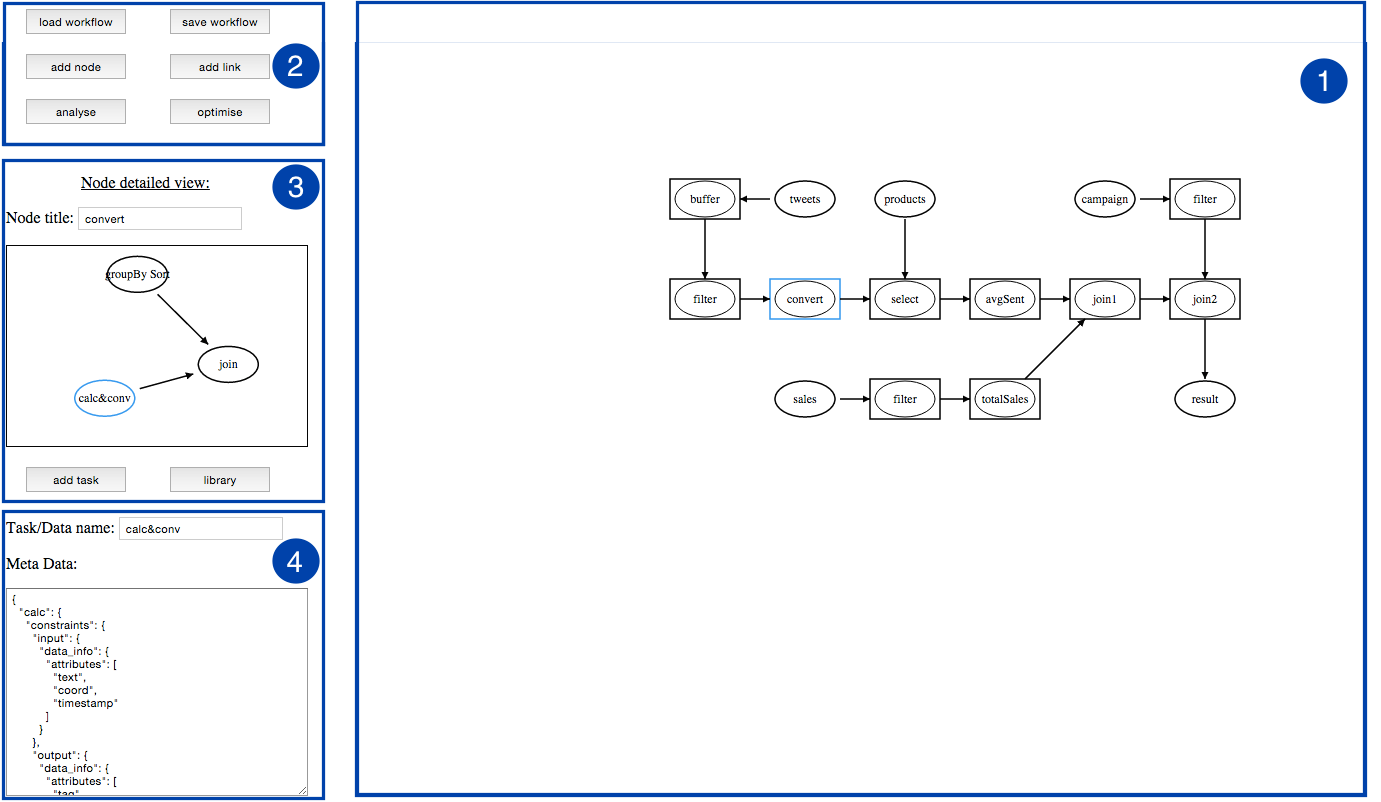 load workflow save workflow
add node add link 2
analyse optimise
Node detailed view: 3
Node title: convert
groupBy Sort
join
calc&conv
add task library
Task/Data name: calc&conv
4
Meta Data:
{
"calc": {
"constraints": {
"input": {
"data_info": {
"attributes": [
"text",
"coord",
"timestamp"
]
}
},
"output": {
"data_info": {
"attributes": [
"tag"
1
buffer tweets products campaign filter
filter convert select avgSent join1 join2
sales filter totalSales result